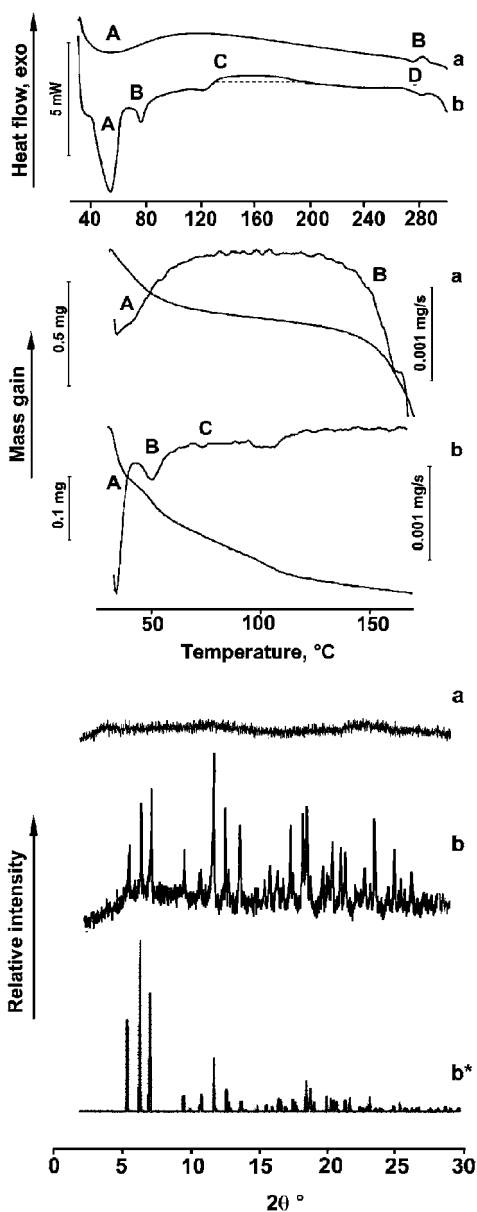 Heat flow, exo
5 mW
A
B
a
C
B
D
A
b
40 80 120 160 200 240 280
Mass gain
a
B
A
0.5 mg
0.001 mg/s
C
B
b
A
0.1 mg
0.001 mg/s
50 100 150
Temperature, °C
Relative intensity
a
b
b*
0 5 10 15 20 25 30
2θ °